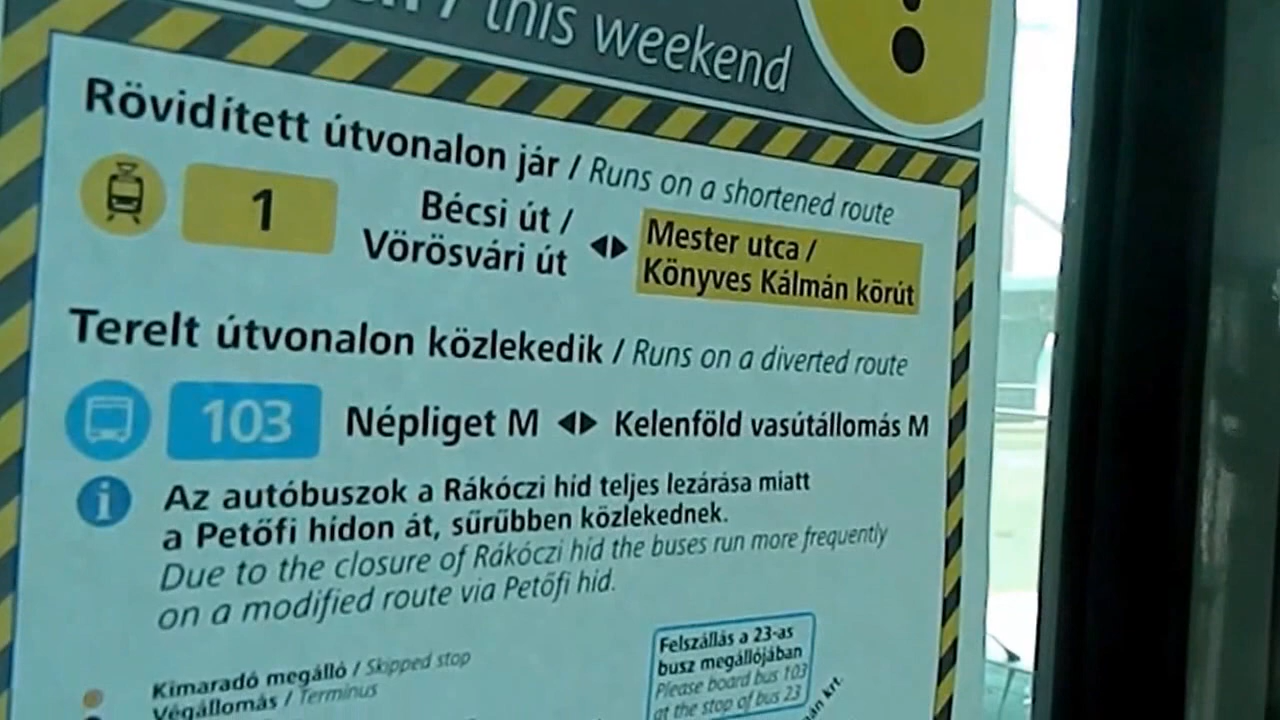 / this weekend
Rövidített útvonalon jár / Runs on a shortened route
1
Bécsi út /
Vörösvári út
Mester utca /
Könyves Kálmán körút
Terelt útvonalon közlekedik / Runs on a diverted route
103 Népliget M Kelenföld vasútállomás M
i
Az autóbuszok a Rákóczi híd teljes lezárása miatt
a Petőfi hídon át, sűrűbben közlekednek.
Due to the closure of Rákóczi híd the buses run more frequently
on a modified route via Petőfi híd.
Kimaradó megálló / Skipped stop
Végállomás / Terminus
Felszállás a 23-as
busz megállójában
Please board bus 103
at the stop of bus 23
krt.